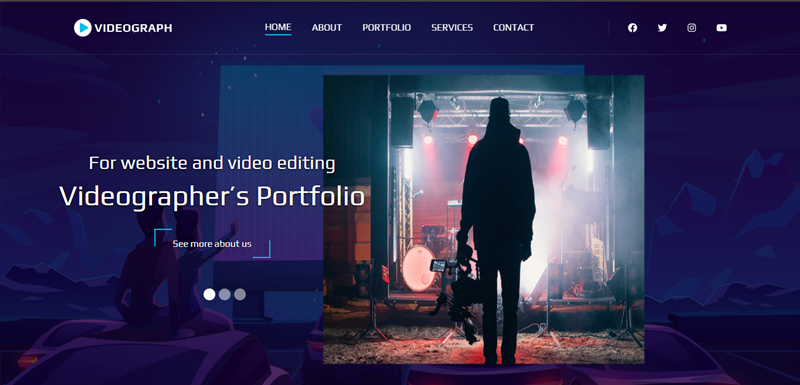 VIDEOGRAPH
HOME
ABOUT
PORTFOLIO
SERVICES
CONTACT
For website and video editing
Videographer’s Portfolio
See more about us